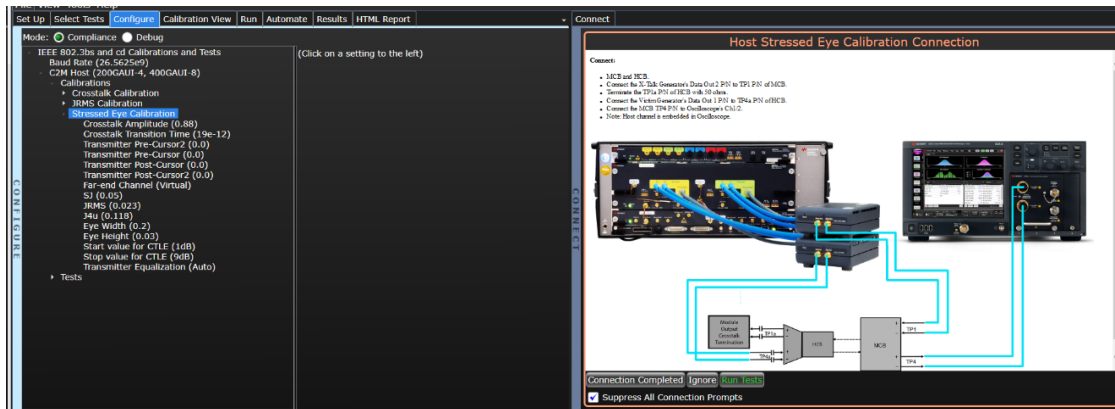 File View Tools Help
Set Up Select Tests Configure Calibration View Run Automate Results HTML Report
Connect
Mode: Compliance Debug
IEEE 802.3bs and cd Calibrations and Tests
Baud Rate (26.5625e9)
C2M Host (200GAUI-4, 400GAUI-8)
Calibrations
Crosstalk Calibration
JRMS Calibration
Stressed Eye Calibration
Crosstalk Amplitude (0.88)
Crosstalk Transition Time (19e-12)
Transmitter Pre-Cursor2 (0.0)
Transmitter Pre-Cursor (0.0)
Transmitter Post-Cursor (0.0)
Transmitter Post-Cursor2 (0.0)
Far-end Channel (Virtual)
SJ (0.05)
JRMS (0.023)
J4u (0.118)
Eye Width (0.2)
Eye Height (0.03)
Start value for CTLE (1dB)
Stop value for CTLE (9dB)
Transmitter Equalization (Auto)
Tests
(Click on a setting to the left)
CONFIGURE
CONNECT
Host Stressed Eye Calibration Connection
Connect:
MCB and HCB.
Connect the X-Talk Generator's Data Out 2 P/N to TP1 P/N of MCB.
Terminate the TP1a P/N of HCB with 50 ohms.
Connect the Victim Generator's Data Out 1 P/N to TP4a P/N of HCB.
Connect the MCB TP4 P/N to Oscilloscope's Ch1/2.
Note: Host channel is embedded in Oscilloscope.
Module
Output
Crosstalk
Termination
TP1a
TP4a
HCB
MCB
TP1
TP4
Connection Completed Ignore Run Tests
Suppress All Connection Prompts